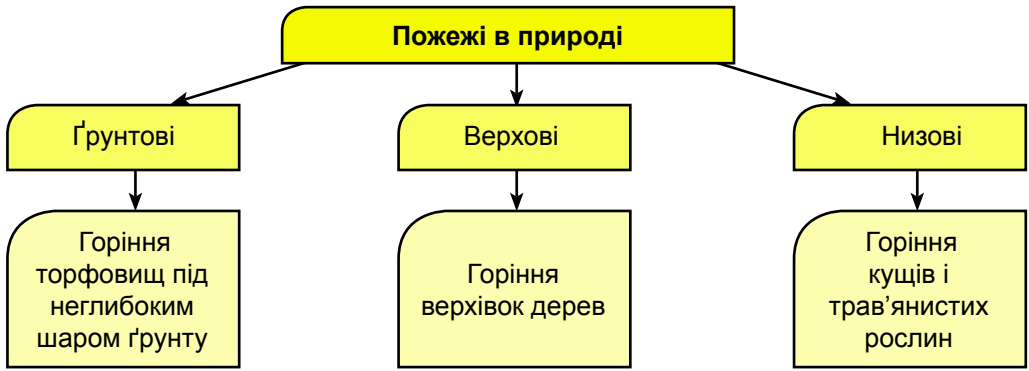 Пожежі в природі
Ґрунтові
Верхові
Низові
Горіння
торфовищ під
неглибоким
шаром ґрунту
Горіння
верхівок дерев
Горіння
кущів і
трав’янистих
рослин